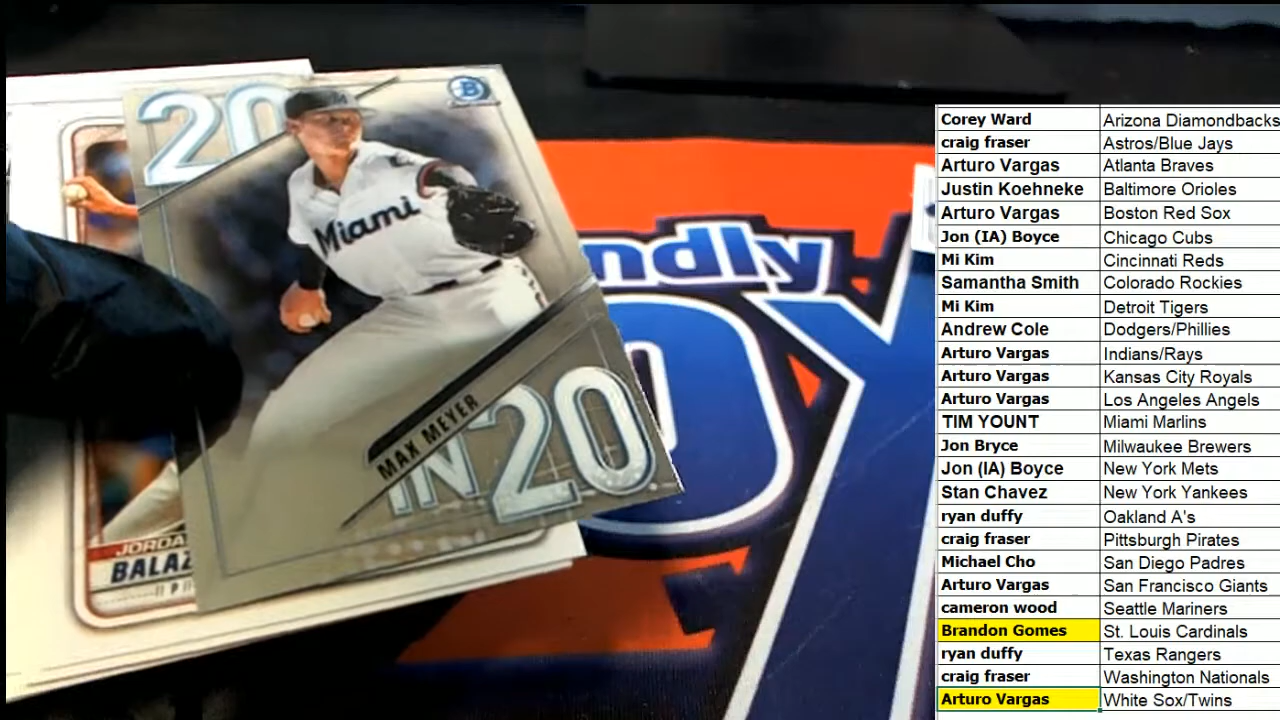 20
B
Miami
MAX MEYER
IN 20
JORDA
BALAZ
P
ndly
Corey Ward Arizona Diamondbacks
craig fraser Astros/Blue Jays
Arturo Vargas Atlanta Braves
Justin Koehneke Baltimore Orioles
Arturo Vargas Boston Red Sox
Jon (IA) Boyce Chicago Cubs
Mi Kim Cincinnati Reds
Samantha Smith Colorado Rockies
Mi Kim Detroit Tigers
Andrew Cole Dodgers/Phillies
Arturo Vargas Indians/Rays
Arturo Vargas Kansas City Royals
Arturo Vargas Los Angeles Angels
TIM YOUNT Miami Marlins
Jon Bryce Milwaukee Brewers
Jon (IA) Boyce New York Mets
Stan Chavez New York Yankees
ryan duffy Oakland A's
craig fraser Pittsburgh Pirates
Michael Cho San Diego Padres
Arturo Vargas San Francisco Giants
cameron wood Seattle Mariners
Brandon Gomes St. Louis Cardinals
ryan duffy Texas Rangers
craig fraser Washington Nationals
Arturo Vargas White Sox/Twins